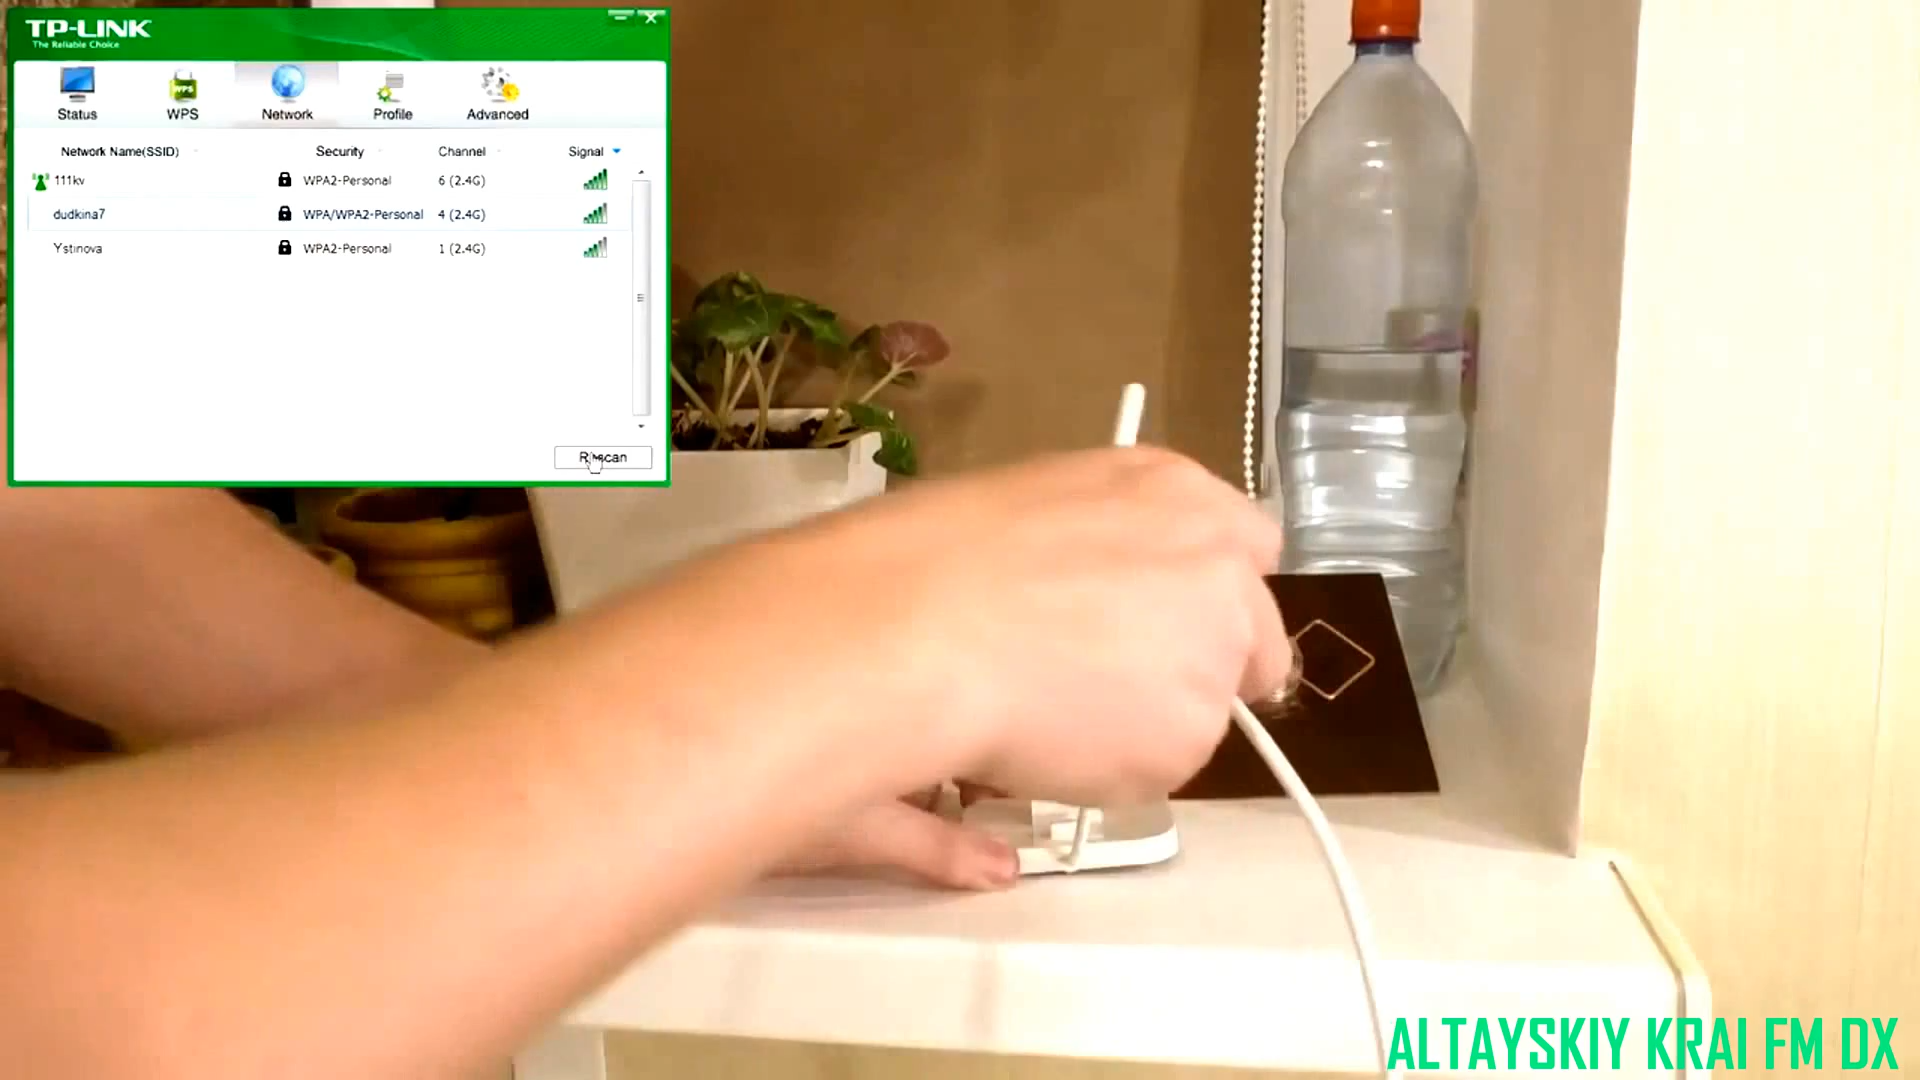 TP-LINK
The Reliable Choice
Status WPS Network Profile Advanced
Network Name(SSID) Security Channel Signal
111kv WPA2-Personal 6 (2.4G)
dudkina7 WPA/WPA2-Personal 4 (2.4G)
Ystinova WPA2-Personal 1 (2.4G)
Rescan
ALTAYSKIY KRAI FM DX